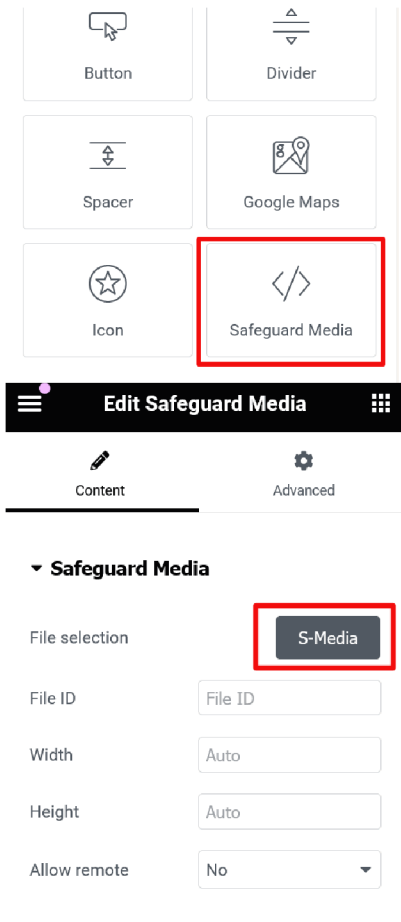 Button Divider
Spacer Google Maps
Icon Safeguard Media
Edit Safeguard Media
Content Advanced
Safeguard Media
File selection S-Media
File ID File ID
Width Auto
Height Auto
Allow remote No